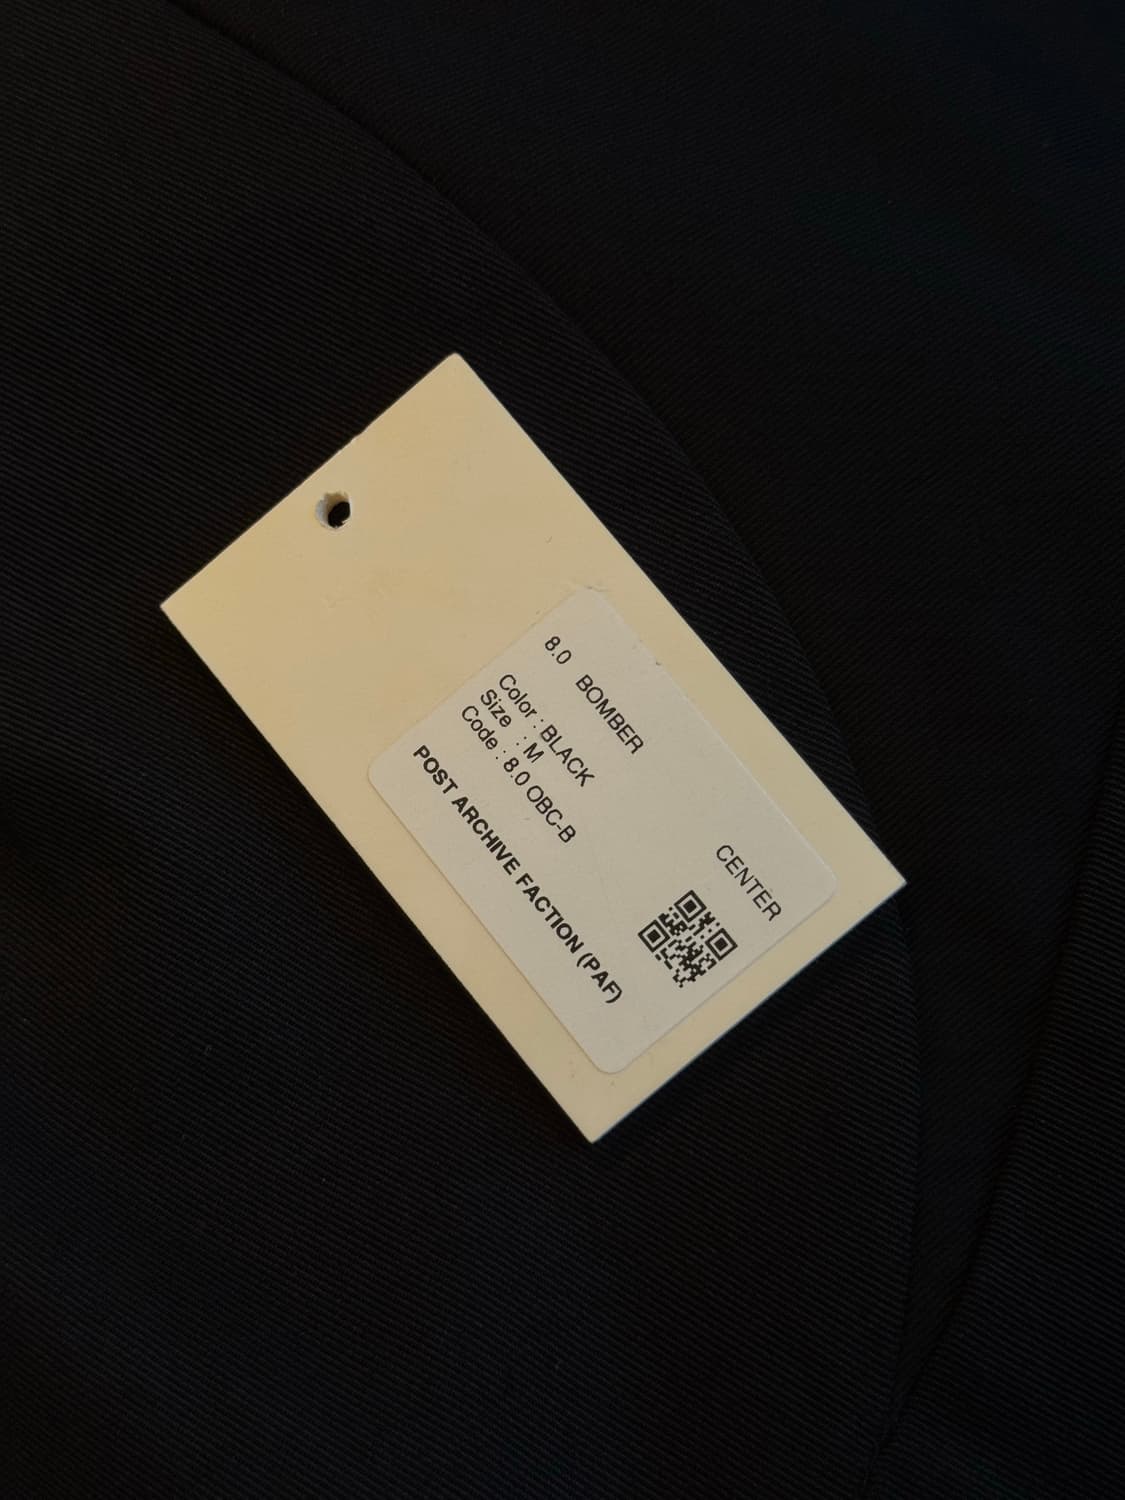 8.0 BOMBER CENTER
Color : BLACK
Size : M
Code : 8.0 OBC-B
POST ARCHIVE FACTION (PAF)